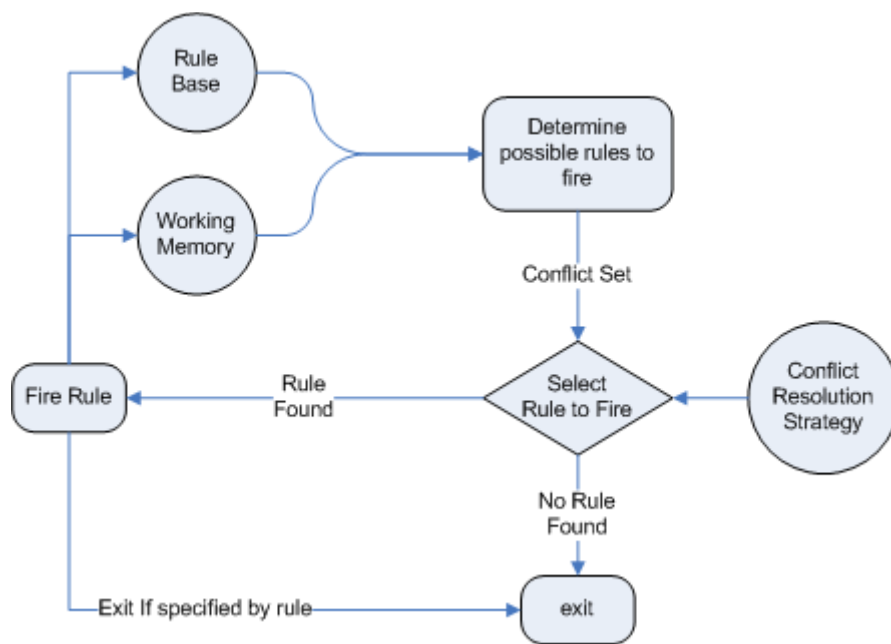 Rule
Base
Determine
possible rules to
fire
Working
Memory
Conflict Set
Fire Rule
Rule
Found
Select
Rule to Fire
Conflict
Resolution
Strategy
No Rule
Found
Exit If specified by rule
exit